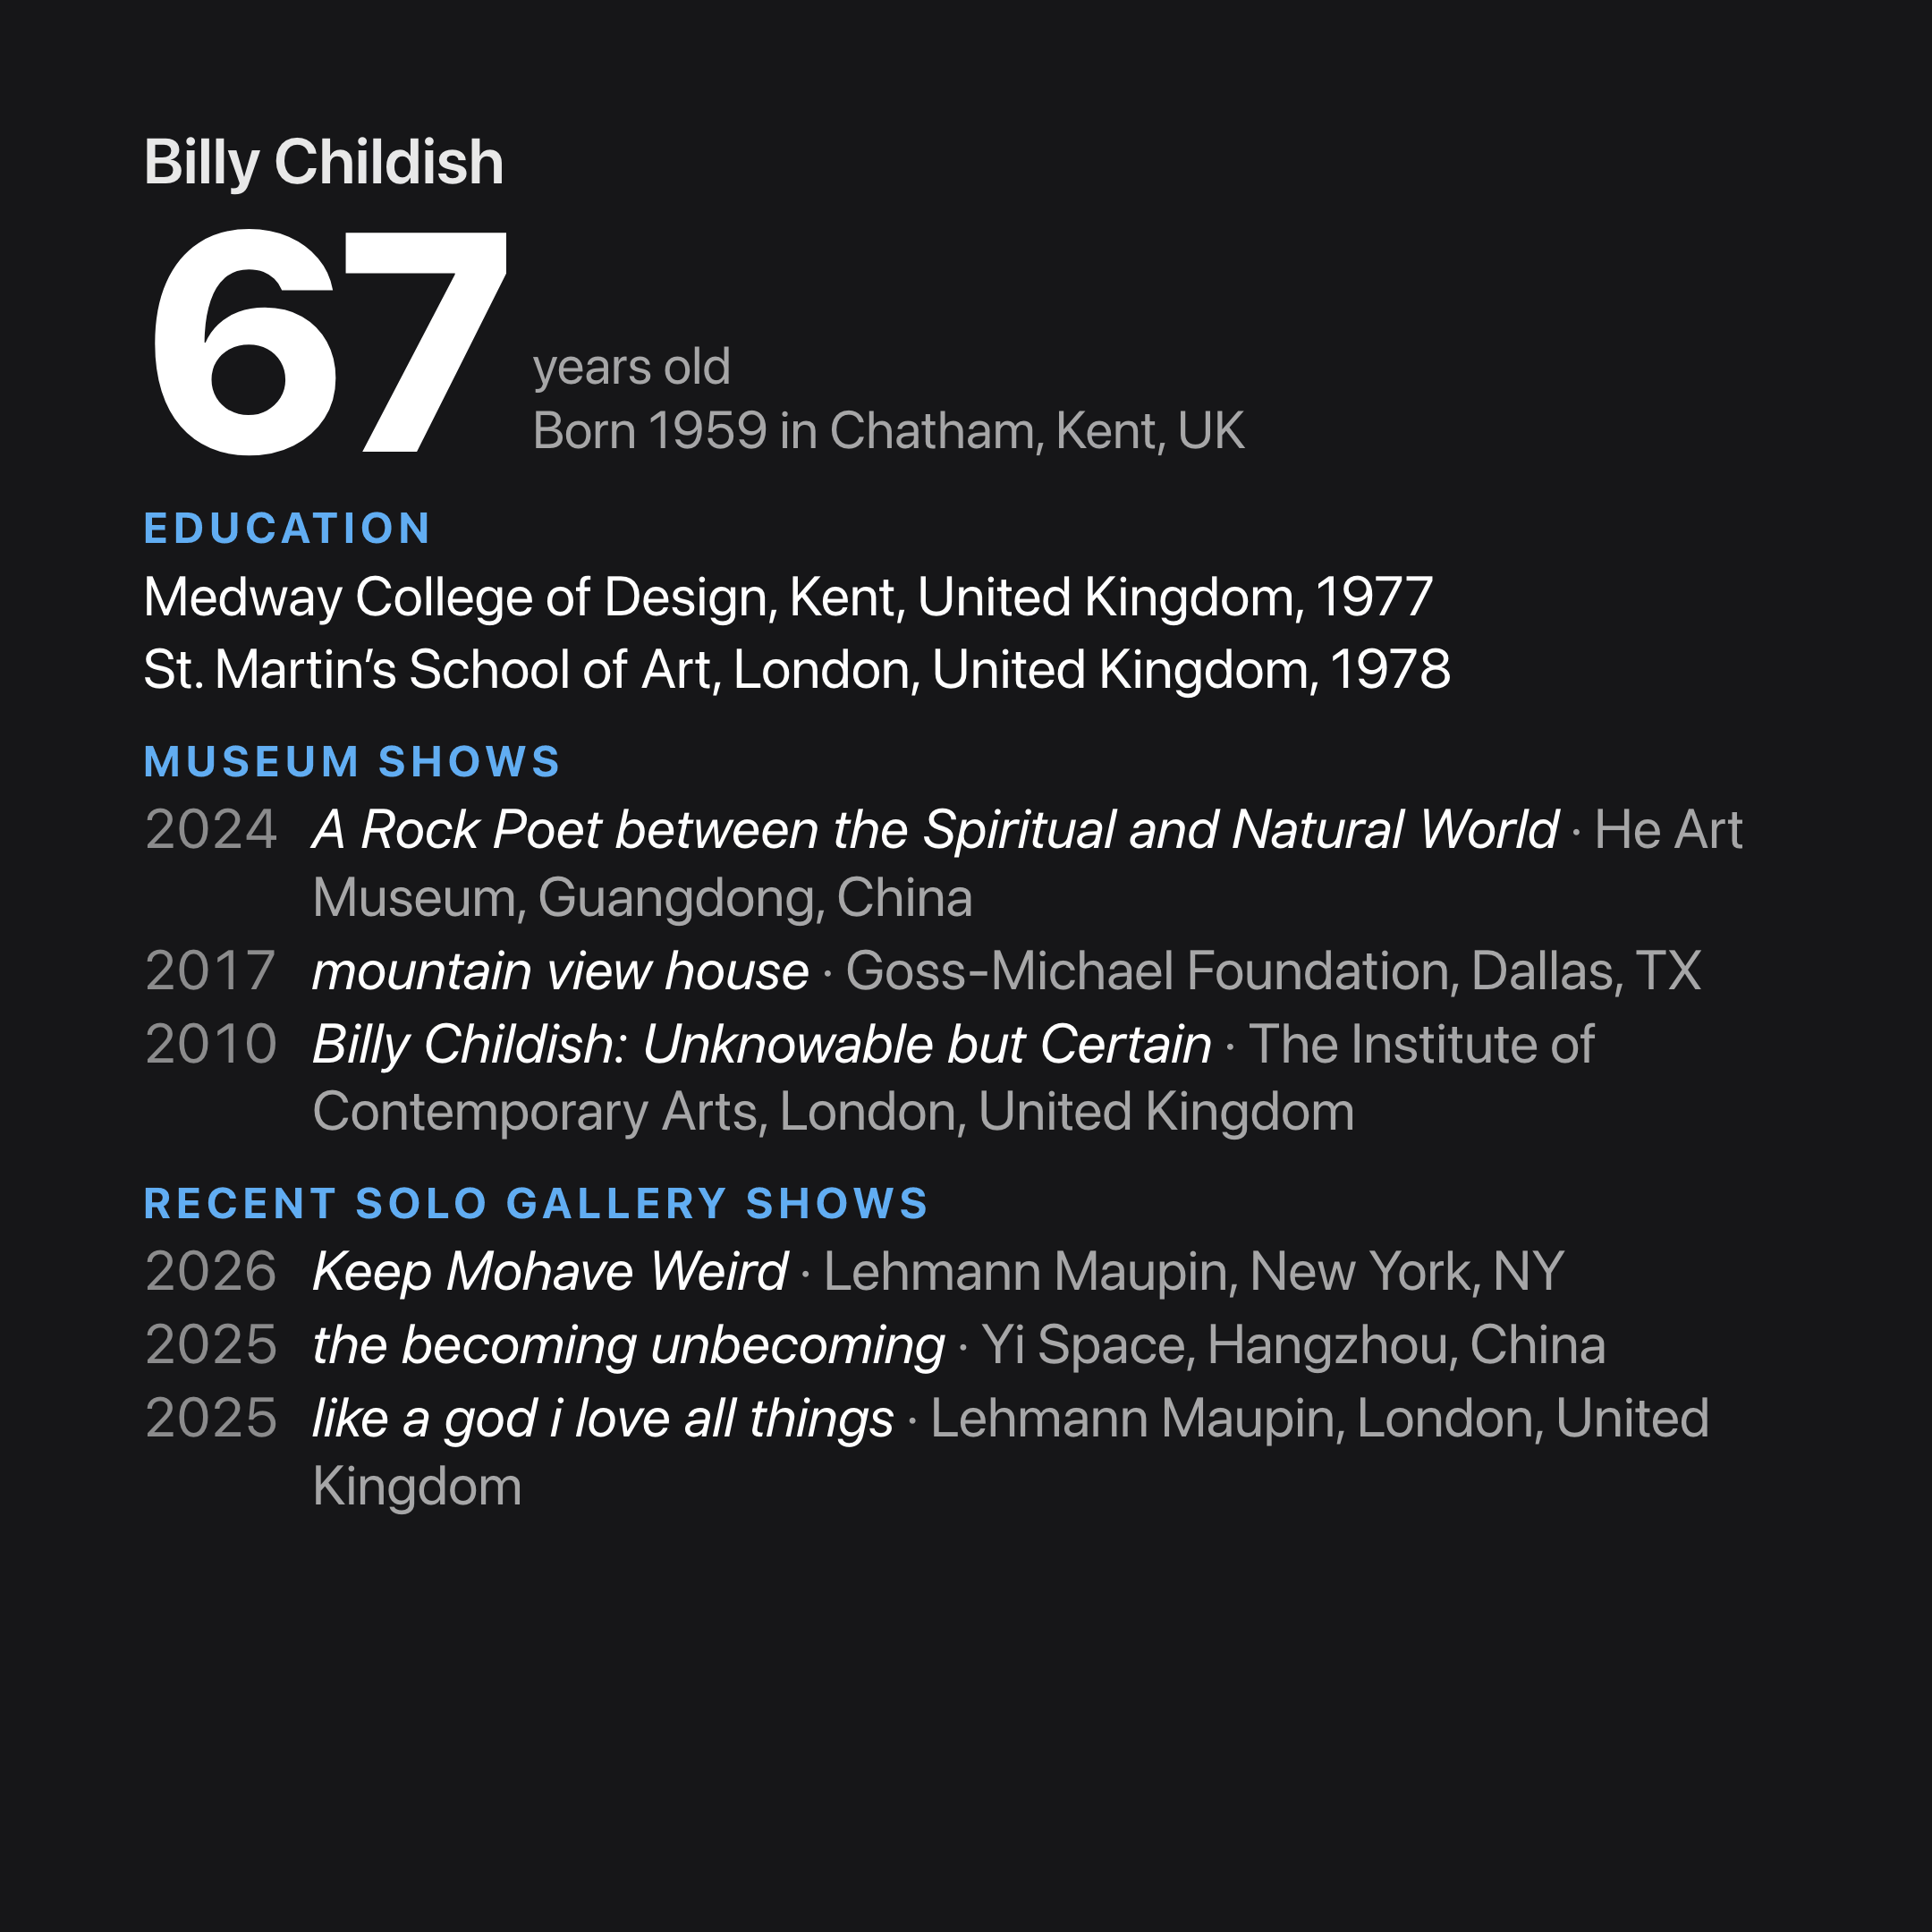 Billy Childish
67
years old
Born 1959 in Chatham, Kent, UK
EDUCATION
Medway College of Design, Kent, United Kingdom, 1977
St. Martin’s School of Art, London, United Kingdom, 1978
MUSEUM SHOWS
2024 A Rock Poet between the Spiritual and Natural World · He Art
Museum, Guangdong, China
2017 mountain view house · Goss-Michael Foundation, Dallas, TX
2010 Billy Childish: Unknowable but Certain · The Institute of
Contemporary Arts, London, United Kingdom
RECENT SOLO GALLERY SHOWS
2026 Keep Mohave Weird · Lehmann Maupin, New York, NY
2025 the becoming unbecoming · Yi Space, Hangzhou, China
2025 like a god i love all things · Lehmann Maupin, London, United
Kingdom